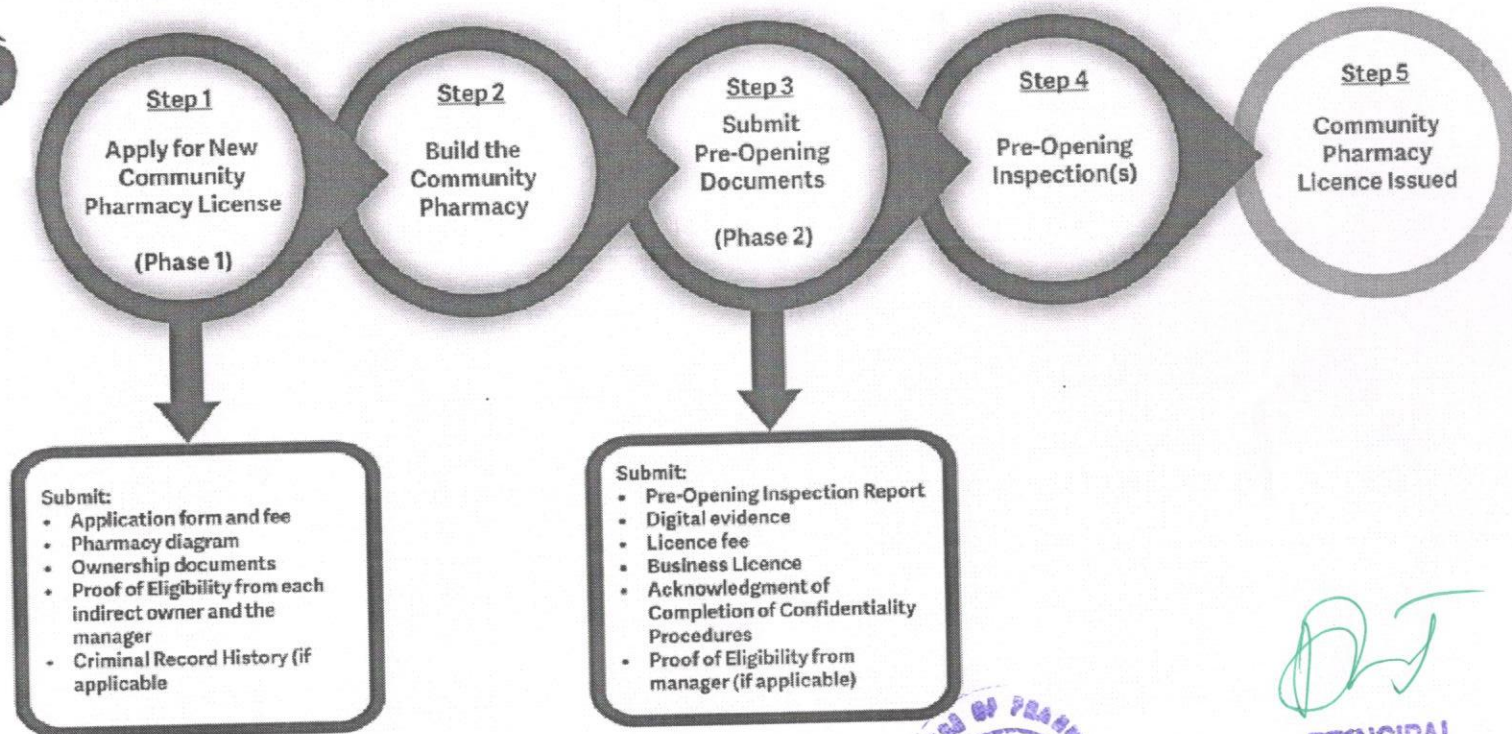 Step 1
Apply for New
Community
Pharmacy License
(Phase 1)
Step 2
Build the
Community
Pharmacy
Step 3
Submit
Pre-Opening
Documents
(Phase 2)
Step 4
Pre-Opening
Inspection(s)
Step 5
Community
Pharmacy
Licence Issued
Submit:
• Application form and fee
• Pharmacy diagram
• Ownership documents
• Proof of Eligibility from each
indirect owner and the
manager
• Criminal Record History (if
applicable
Submit:
• Pre-Opening Inspection Report
• Digital evidence
• Licence fee
• Business Licence
• Acknowledgment of
Completion of Confidentiality
Procedures
• Proof of Eligibility from
manager (if applicable)
OF